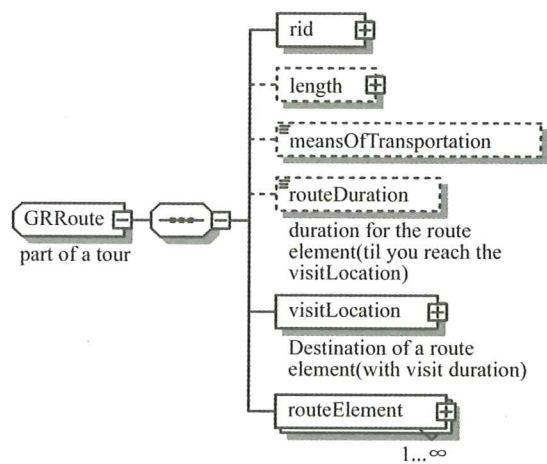 rid
length
meansOfTransportation
routeDuration
duration for the route
element(til you reach the
visitLocation)
GRRoute
part of a tour
visitLocation
Destination of a route
element(with visit duration)
routeElement
1...∞